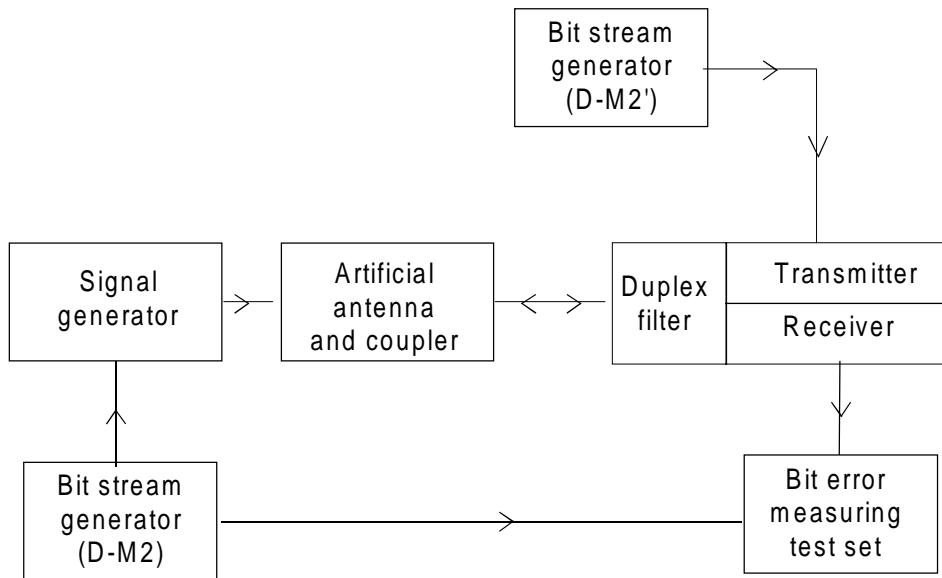 Bit stream
generator
(D-M2')
Signal
generator
Artificial
antenna
and coupler
Duplex
filter
Transmitter
Receiver
Bit stream
generator
(D-M2)
Bit error
measuring
test set